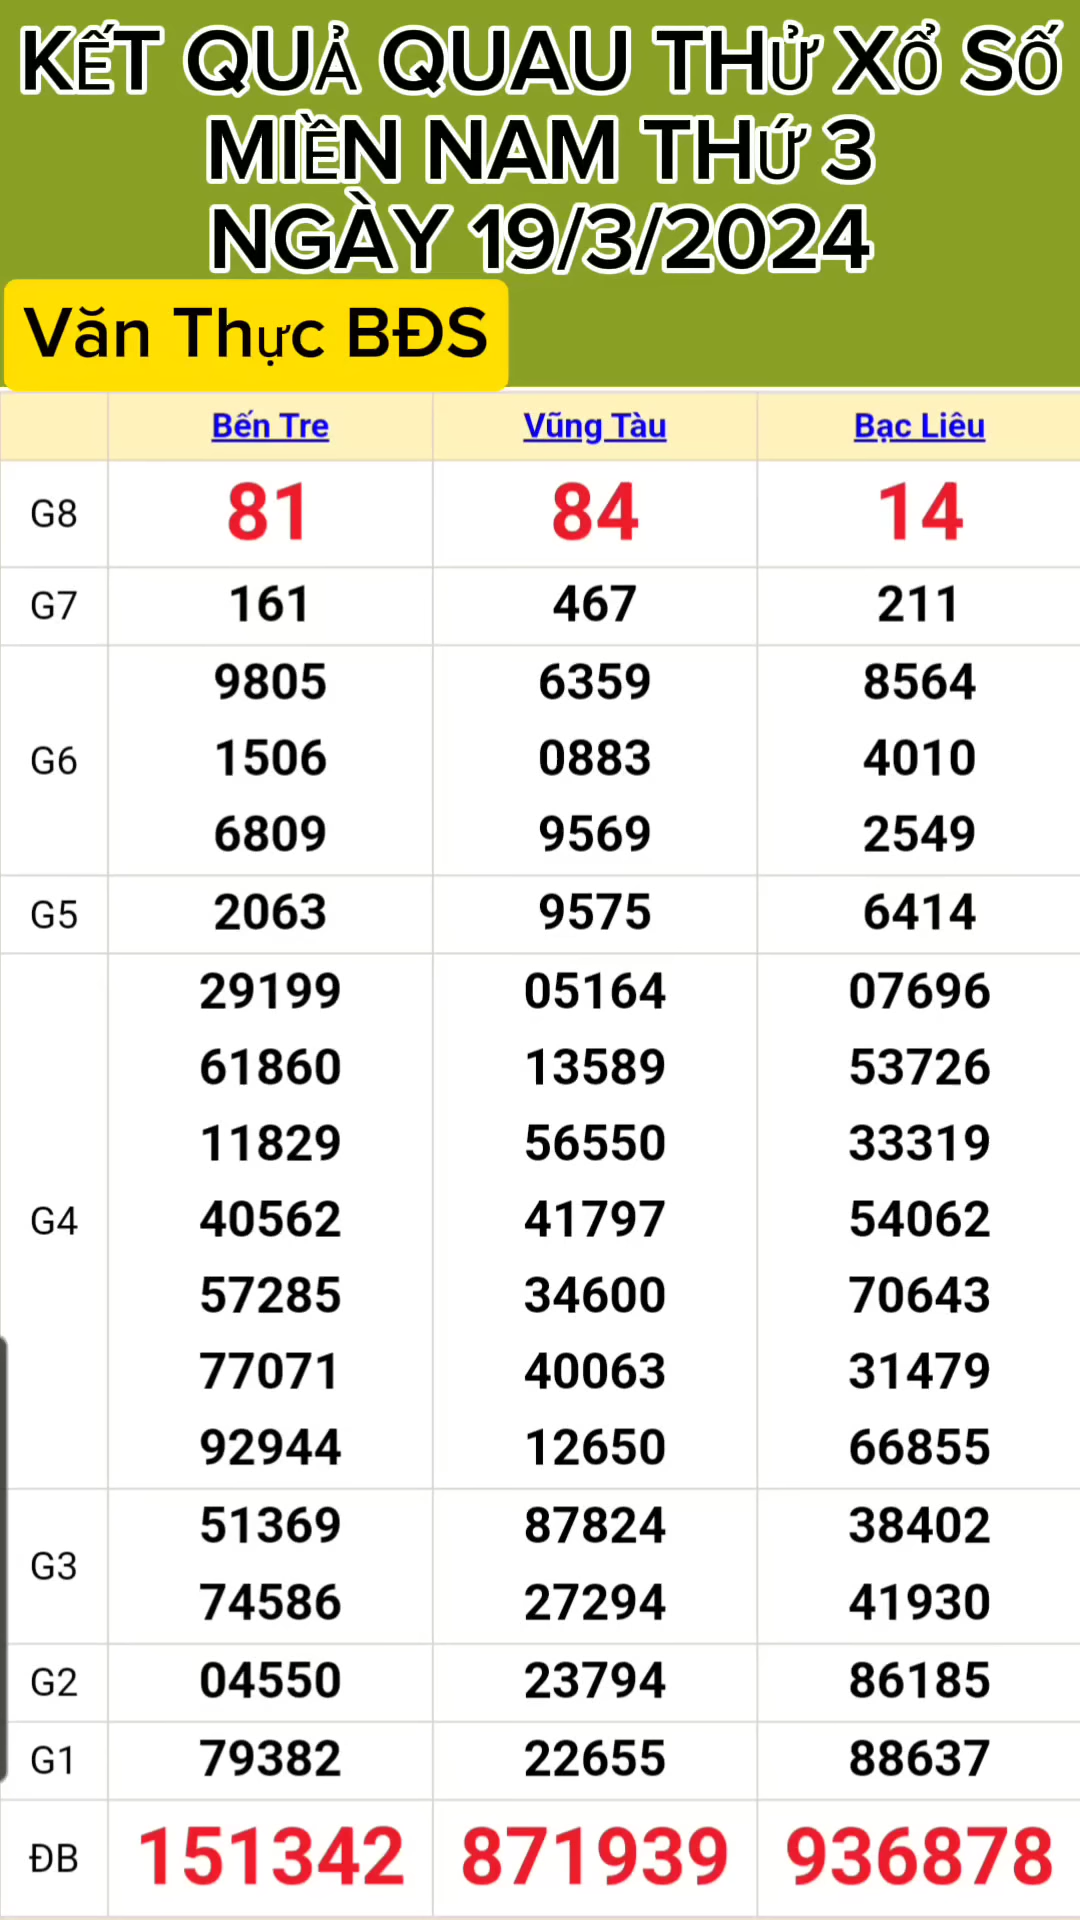 KẾT QUẢ QUAU THỬ XỔ SỐ
MIỀN NAM THỨ 3
NGÀY 19/3/2024
Văn Thực BĐS
Bến Tre Vũng Tàu Bạc Liêu
G8 81 84 14
G7 161 467 211
9805 6359 8564
G6 1506 0883 4010
6809 9569 2549
G5 2063 9575 6414
29199 05164 07696
61860 13589 53726
11829 56550 33319
G4 40562 41797 54062
57285 34600 70643
77071 40063 31479
92944 12650 66855
G3 51369 87824 38402
74586 27294 41930
G2 04550 23794 86185
G1 79382 22655 88637
ĐB 151342 871939 936878